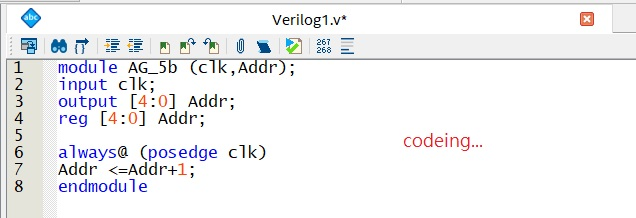 abc
Verilog1.v*
267
268
1 module AG_5b (clk,Addr);
2 input clk;
3 output [4:0] Addr;
4 reg [4:0] Addr;
5
codeing...
6 always@ (posedge clk)
7 Addr <=Addr+1;
8 endmodule